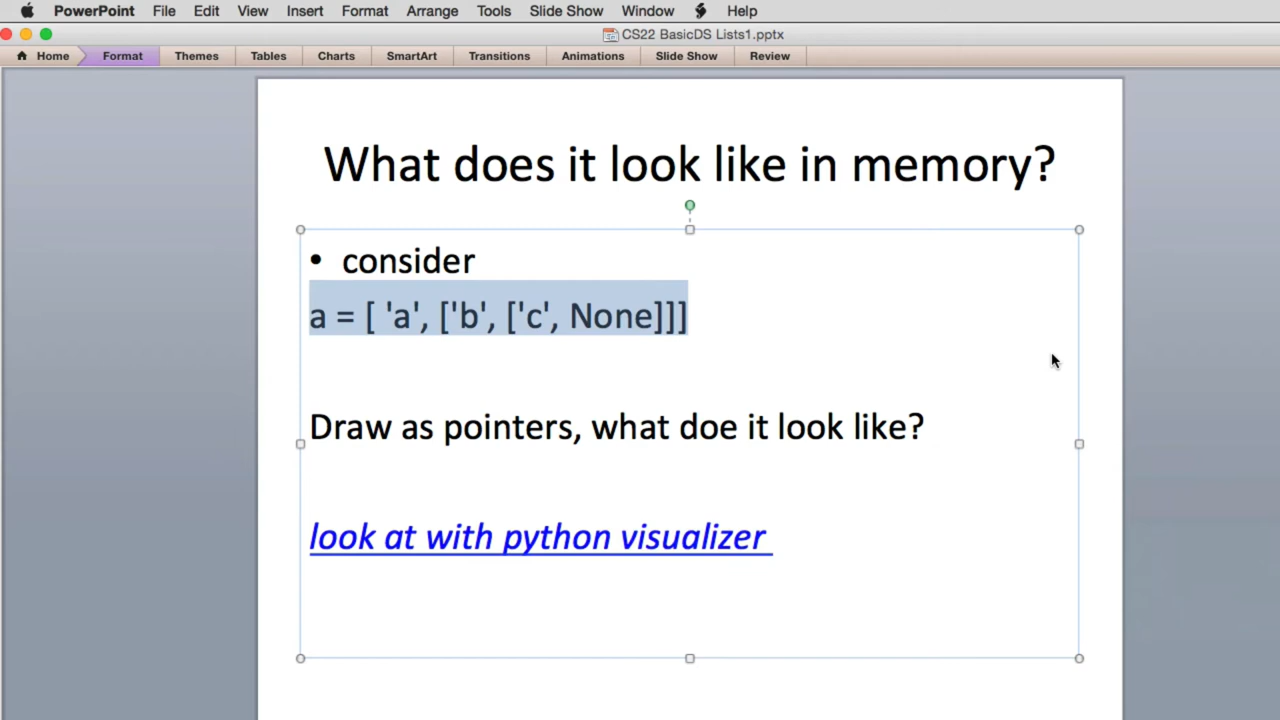 PowerPoint File Edit View Insert Format Arrange Tools Slide Show Window Help
CS22 BasicDS Lists1.pptx
Home Format Themes Tables Charts SmartArt Transitions Animations Slide Show Review
What does it look like in memory?
• consider
a = [ 'a', ['b', ['c', None]]]
Draw as pointers, what doe it look like?
look at with python visualizer